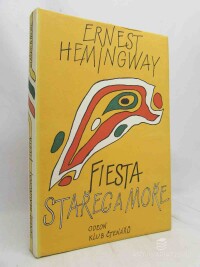 ERNEST
HEMINGWAY
FIESTA
STAŘEC A MOŘE
ODEON
KLUB ČTENÁŘŮ